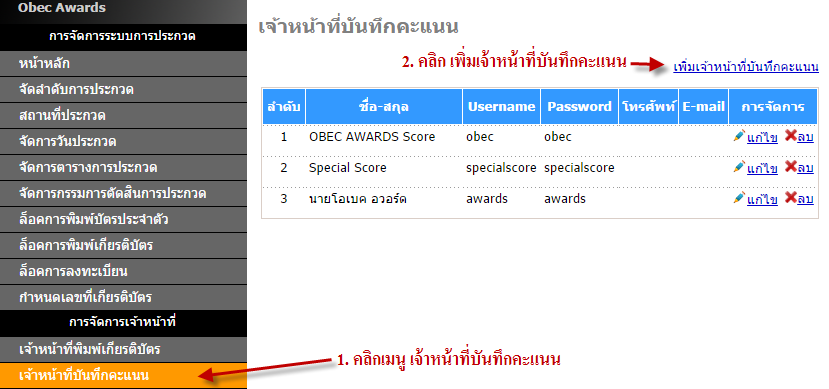 Obec Awards
การจัดการระบบการประกวด
หน้าหลัก
จัดลำดับการประกวด
สถานที่ประกวด
จัดการวันประกวด
จัดการตารางการประกวด
จัดการกรรมการตัดสินการประกวด
ล็อคการพิมพ์บัตรประจำตัว
ล็อคการพิมพ์เกียรติบัตร
ล็อคการลงทะเบียน
กำหนดเลขที่เกียรติบัตร
การจัดการเจ้าหน้าที่
เจ้าหน้าที่พิมพ์เกียรติบัตร
เจ้าหน้าที่บันทึกคะแนน
เจ้าหน้าที่บันทึกคะแนน
2. คลิก เพิ่มเจ้าหน้าที่บันทึกคะแนน เพิ่มเจ้าหน้าที่บันทึกคะแนน
ลำดับ ชื่อ-สกุล Username Password โทรศัพท์ E-mail การจัดการ
1 OBEC AWARDS Score obec obec แก้ไข ลบ
2 Special Score specialscore specialscore แก้ไข ลบ
3 นายโอเบค อวอร์ด awards awards แก้ไข ลบ
1. คลิกเมนู เจ้าหน้าที่บันทึกคะแนน